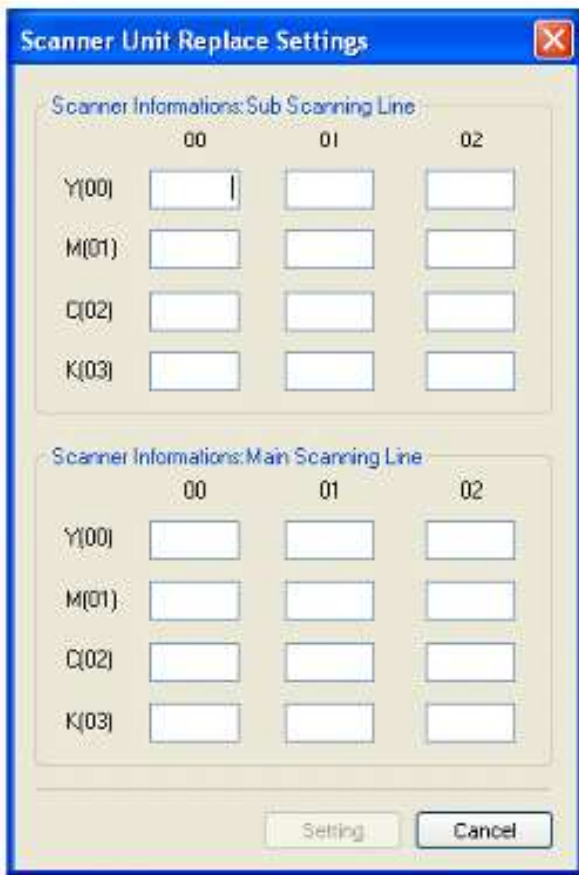 Scanner Unit Replace Settings
Scanner Informations:Sub Scanning Line
00 01 02
Y(00)
M(01)
C(02)
K(03)
Scanner Informations:Main Scanning Line
00 01 02
Y(00)
M(01)
C(02)
K(03)
Setting Cancel